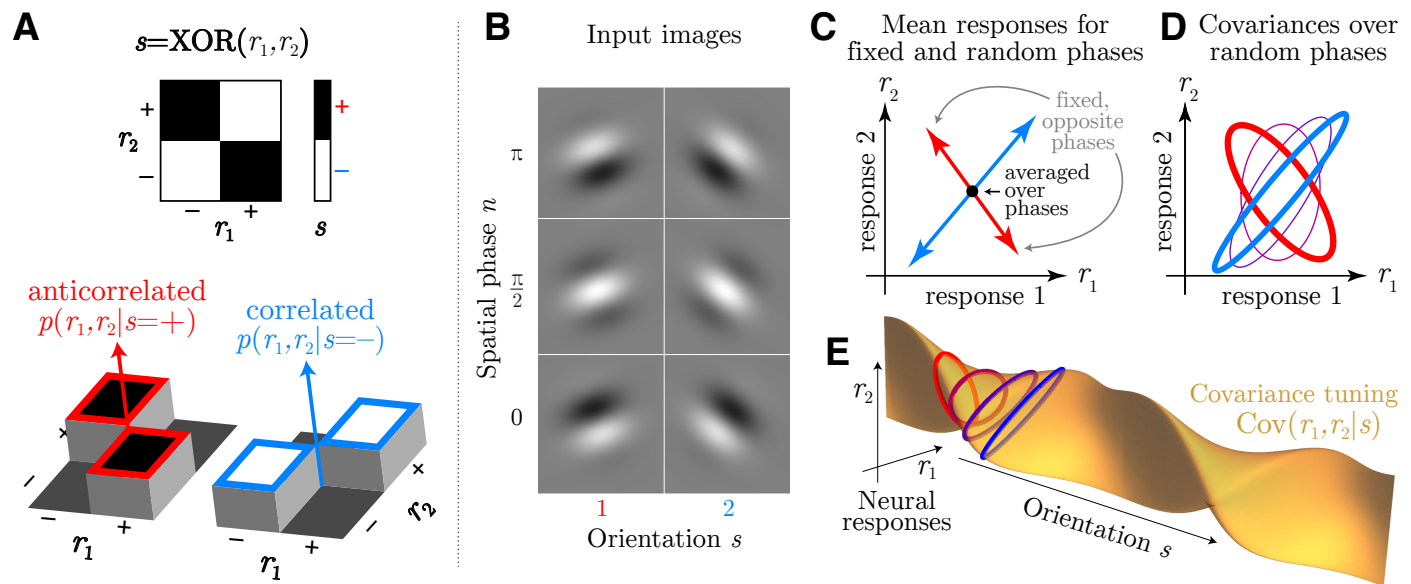 A
s=XOR(r₁,r₂)
+
r₂
−
− +
r₁
+
−
s
anticorrelated
p(r₁,r₂|s=+)
correlated
p(r₁,r₂|s=−)
+
−
− +
r₁
− +
r₁
−
+
r₂
B
Input images
Spatial phase n
π
π
2
0
1 2
Orientation s
C
Mean responses for
fixed and random phases
r₂
response 2
fixed,
opposite
phases
averaged
over
phases
response 1
r₁
D
Covariances over
random phases
r₂
response 2
response 1
r₁
E
r₂
r₁
Neural
responses
Orientation s
Covariance tuning
Cov(r₁,r₂|s)